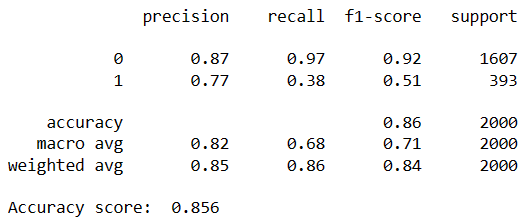 precision recall f1-score support
0 0.87 0.97 0.92 1607
1 0.77 0.38 0.51 393
accuracy 0.86 2000
macro avg 0.82 0.68 0.71 2000
weighted avg 0.85 0.86 0.84 2000
Accuracy score: 0.856